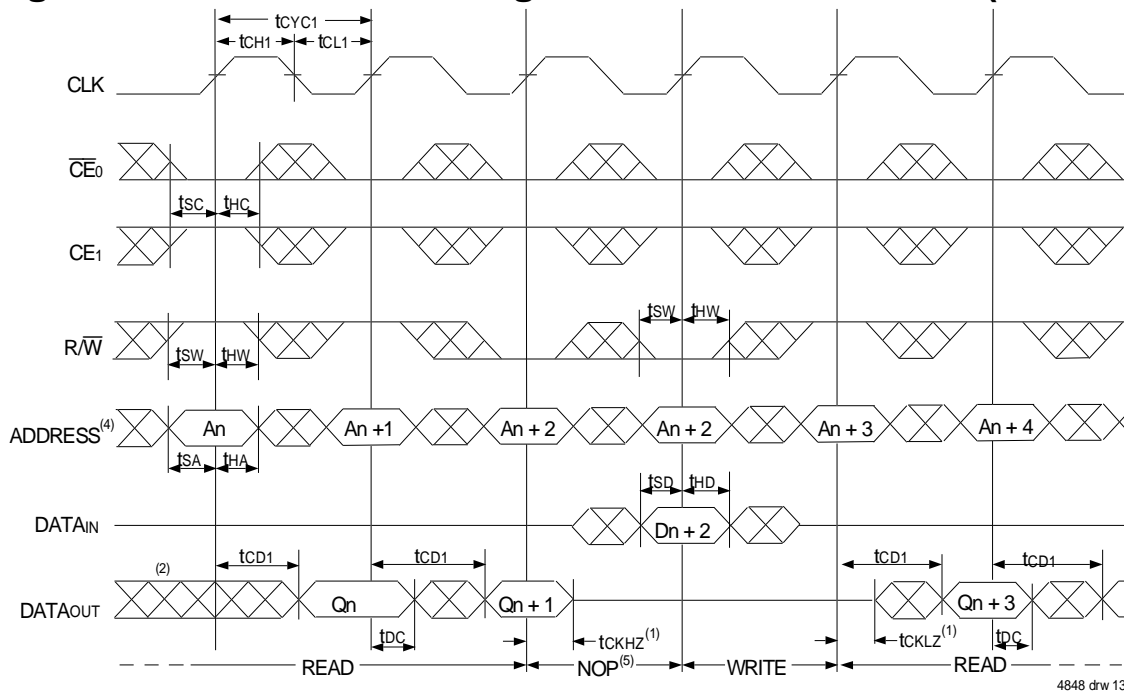 tCYC1
tCH1 tCL1
CLK
CE0
tSC tHC
CE1
tSW tHW
R/W
tSW tHW
ADDRESS(4) An An +1 An + 2 An + 2 An + 3 An + 4
tSA tHA
tSD tHD
DATAIN Dn + 2
tCD1 tCD1 tCD1 tCD1
(2)
DATAOUT Qn Qn + 1 Qn + 3
tDC tCKHZ(1) tCKLZ(1) tDC
READ NOP(5) WRITE READ
4848 drw 13